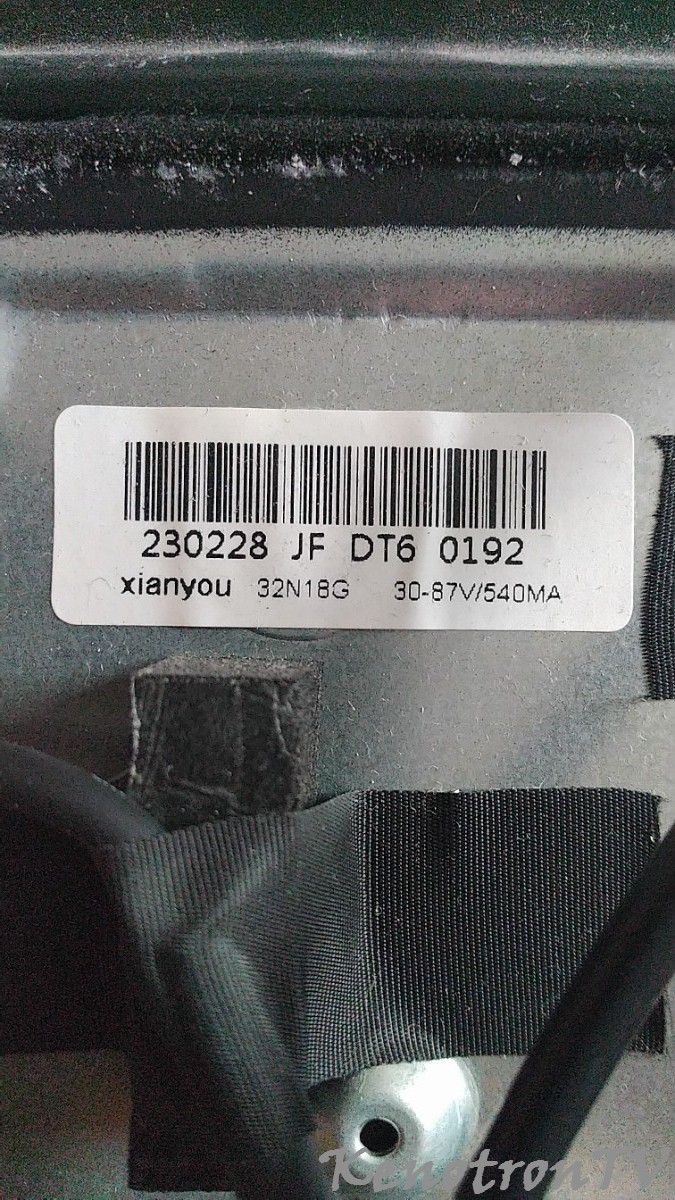 230228 JF DT6 0192
xianyou 32N18G 30-87V/540MA
KenotronTV